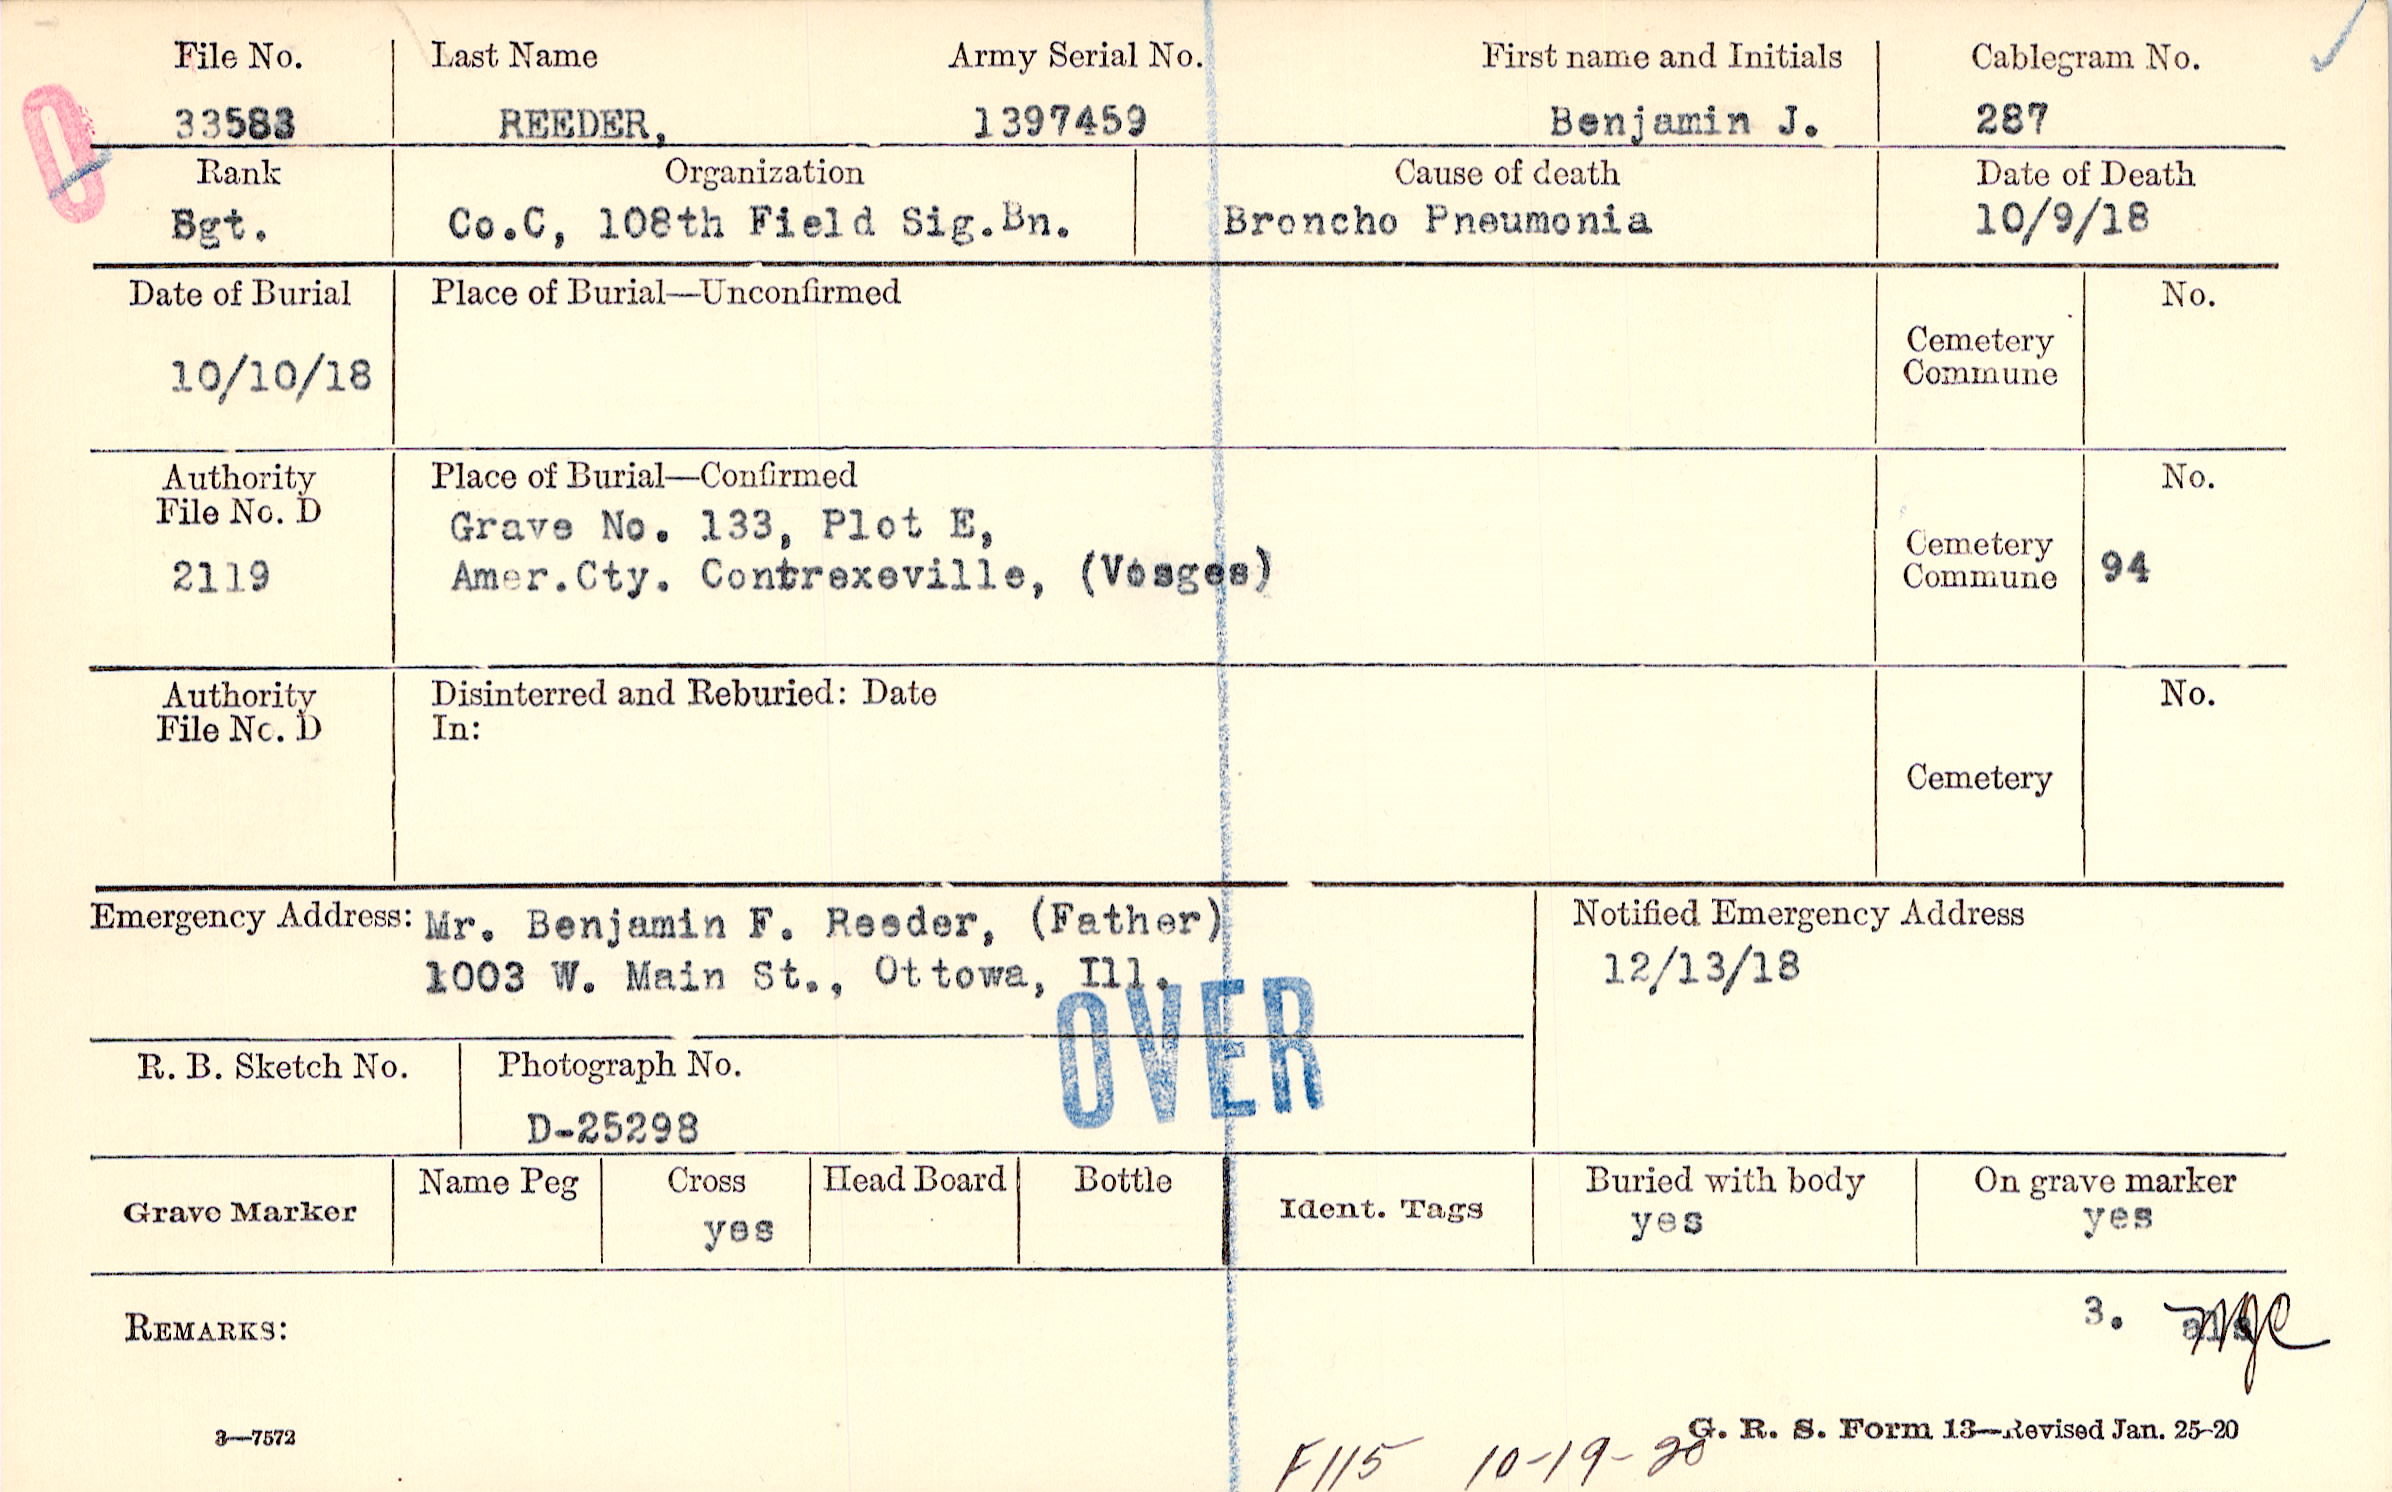 File No. Last Name Army Serial No. First name and Initials Cablegram No.
33583 REEDER, 1397459 Benjamin J. 287
Rank Organization Cause of death Date of Death
Sgt. Co.C, 108th Field Sig.Bn. Broncho Pneumonia 10/9/18
Date of Burial Place of Burial—Unconfirmed No.
Cemetery
Commune
10/10/18
Authority Place of Burial—Confirmed No.
File No. D
Grave No. 133, Plot E,
2119 Amer.Cty. Contrexeville, (Vosges) Cemetery
Commune 94
Authority Disinterred and Reburied: Date No.
File No. D In:
Cemetery
Emergency Address: Mr. Benjamin F. Reeder, (Father) Notified Emergency Address
1003 W. Main St., Ottowa, Ill. 12/13/18
OVER
R. B. Sketch No. Photograph No.
D-25298
Grave Marker Name Peg Cross Head Board Bottle Ident. Tags Buried with body On grave marker
yes yes yes
REMARKS: 3.
3—7572 G. R. S. Form 13—Revised Jan. 25-20
F115 10-19-20